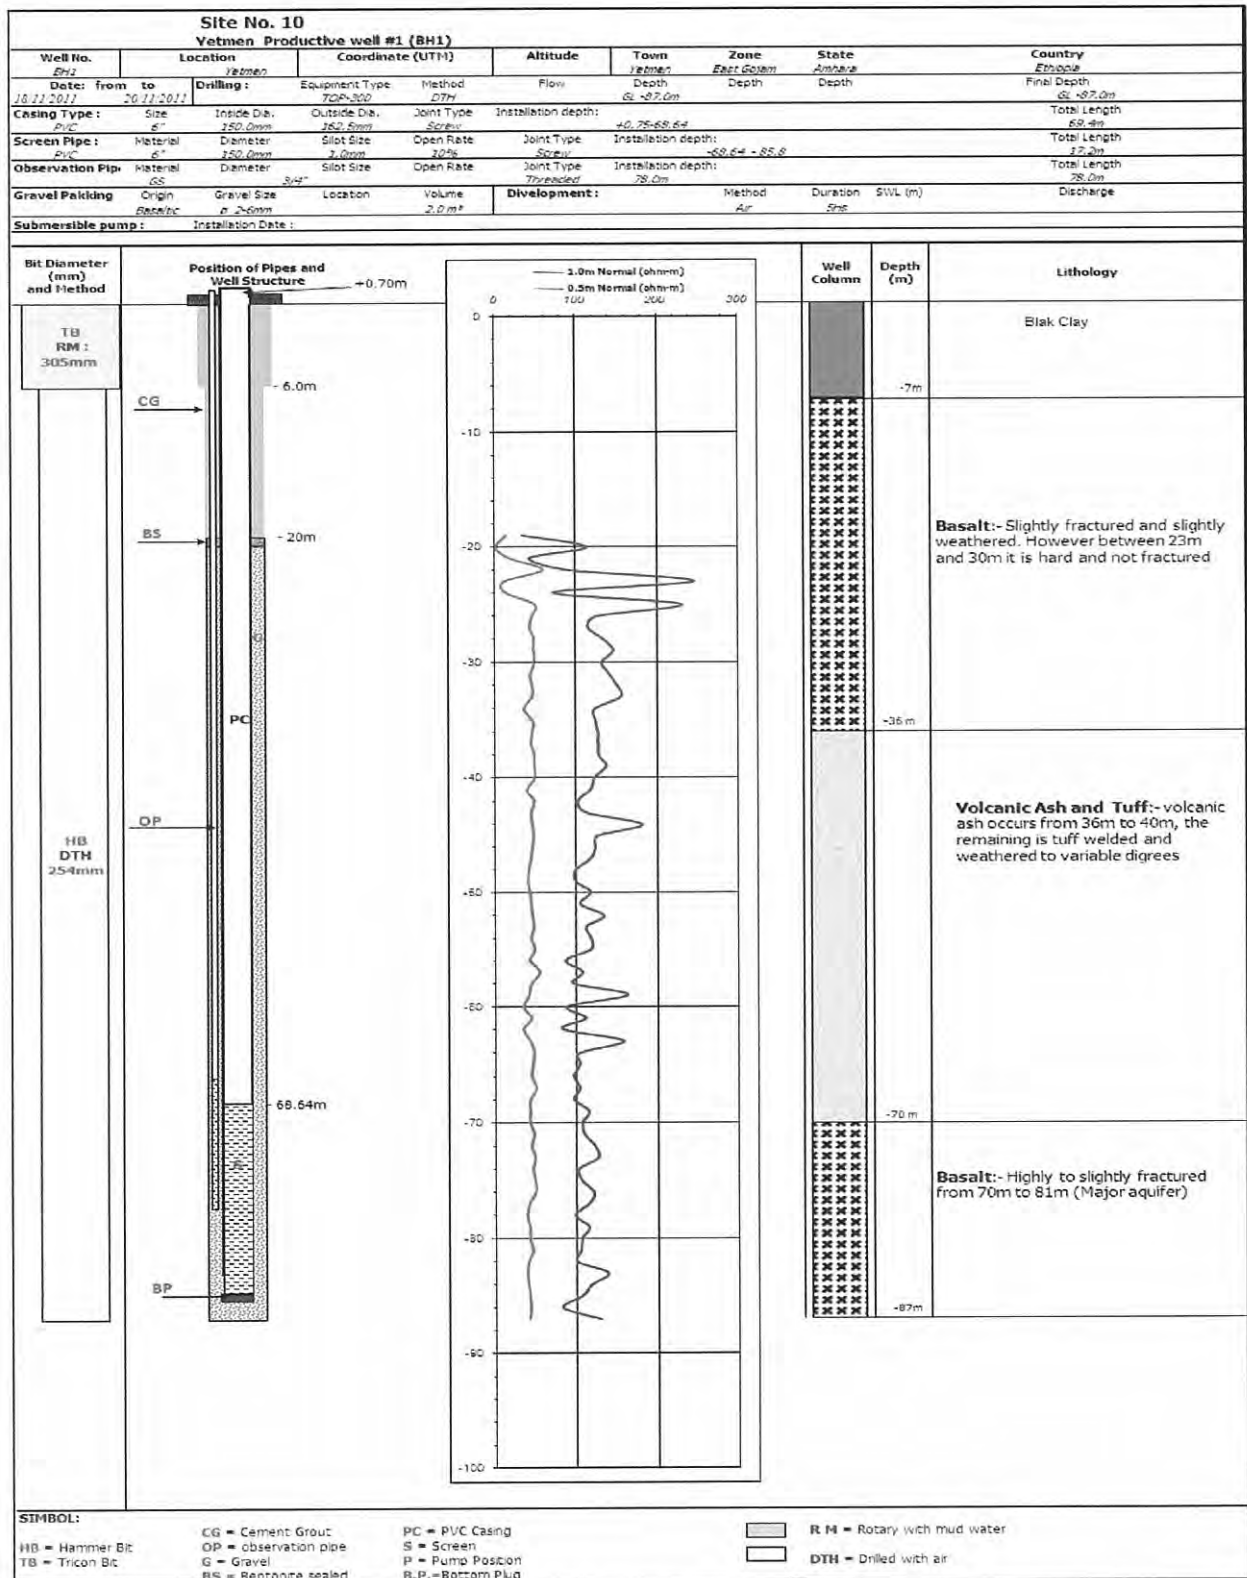 Site No. 10
Yetmen Productive well #1 (BH1)
Well No. Location Coordinate (UTM) Altitude Town Zone State Country
BH1 Yetmen Yetmen East Gojam Amhara Ethiopia
Date: from to Drilling: Equipment Type Method Flow Depth Depth Depth Final Depth
18.11.2011 20.11.2011 TOP-300 DTH GL -87.0m GL -87.0m
Casing Type: Size Inside Dia. Outside Dia. Joint Type Installation depth: Total Length
PVC 6" 150.0mm 162.5mm Screw +0.75-68.64 69.4m
Screen Pipe: Material Diameter Silot Size Open Rate Joint Type Installation depth: Total Length
PVC 6" 150.0mm 1.0mm 10% Screw -68.64 - 85.8 17.2m
Observation Pip Material Diameter Silot Size Open Rate Joint Type Installation depth: Total Length
GS 3/4" Threaded 78.0m 78.0m
Gravel Pakking Origin Gravel Size Location Volume Divelopment: Method Duration SWL (m) Discharge
Basaltic ø 2-6mm 2.0 m³ Air 5hs
Submersible pump: Installation Date:
Bit Diameter
(mm)
and Method
Position of Pipes and
Well Structure
+0.70m
1.0m Normal (ohm-m)
0.5m Normal (ohm-m)
0 100 200 300
Well
Column
Depth
(m)
Lithology
TB
RM:
305mm
0
Blak Clay
- 6.0m
-7m
CG
-10
BS
- 20m
-20
Basalt:- Slightly fractured and slightly
weathered. However between 23m
and 30m it is hard and not fractured
G
-30
PC
-36 m
-40
OP
Volcanic Ash and Tuff:- volcanic
ash occurs from 36m to 40m, the
remaining is tuff welded and
weathered to variable digrees
HB
DTH
254mm
-50
-60
- 68.64m
-70
-70 m
S
Basalt:- Highly to slightly fractured
from 70m to 81m (Major aquifer)
-80
BP
-87m
-90
-100
SIMBOL:
HB = Hammer Bit
TB = Tricon Bit
CG = Cement Grout
OP = observation pipe
G = Gravel
BS = Bentonite sealed
PC = PVC Casing
S = Screen
P = Pump Position
B.P.=Bottom Plug
R M = Rotary with mud water
DTH = Drilled with air